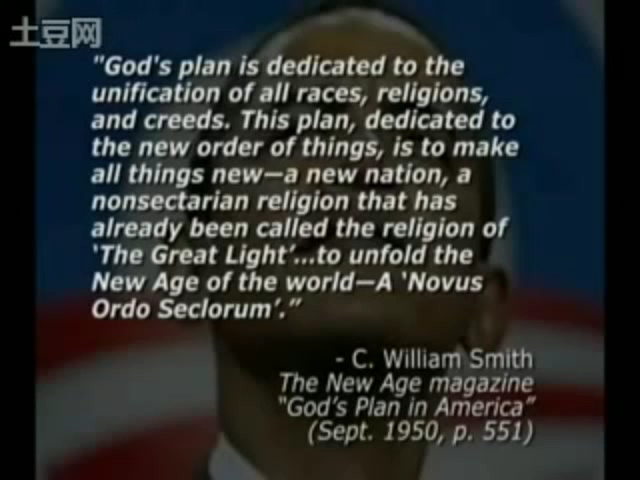 土豆网
"God's plan is dedicated to the
unification of all races, religions,
and creeds. This plan, dedicated to
the new order of things, is to make
all things new—a new nation, a
nonsectarian religion that has
already been called the religion of
‘The Great Light’...to unfold the
New Age of the world—A ‘Novus
Ordo Seclorum’.”
- C. William Smith
The New Age magazine
“God’s Plan in America”
(Sept. 1950, p. 551)